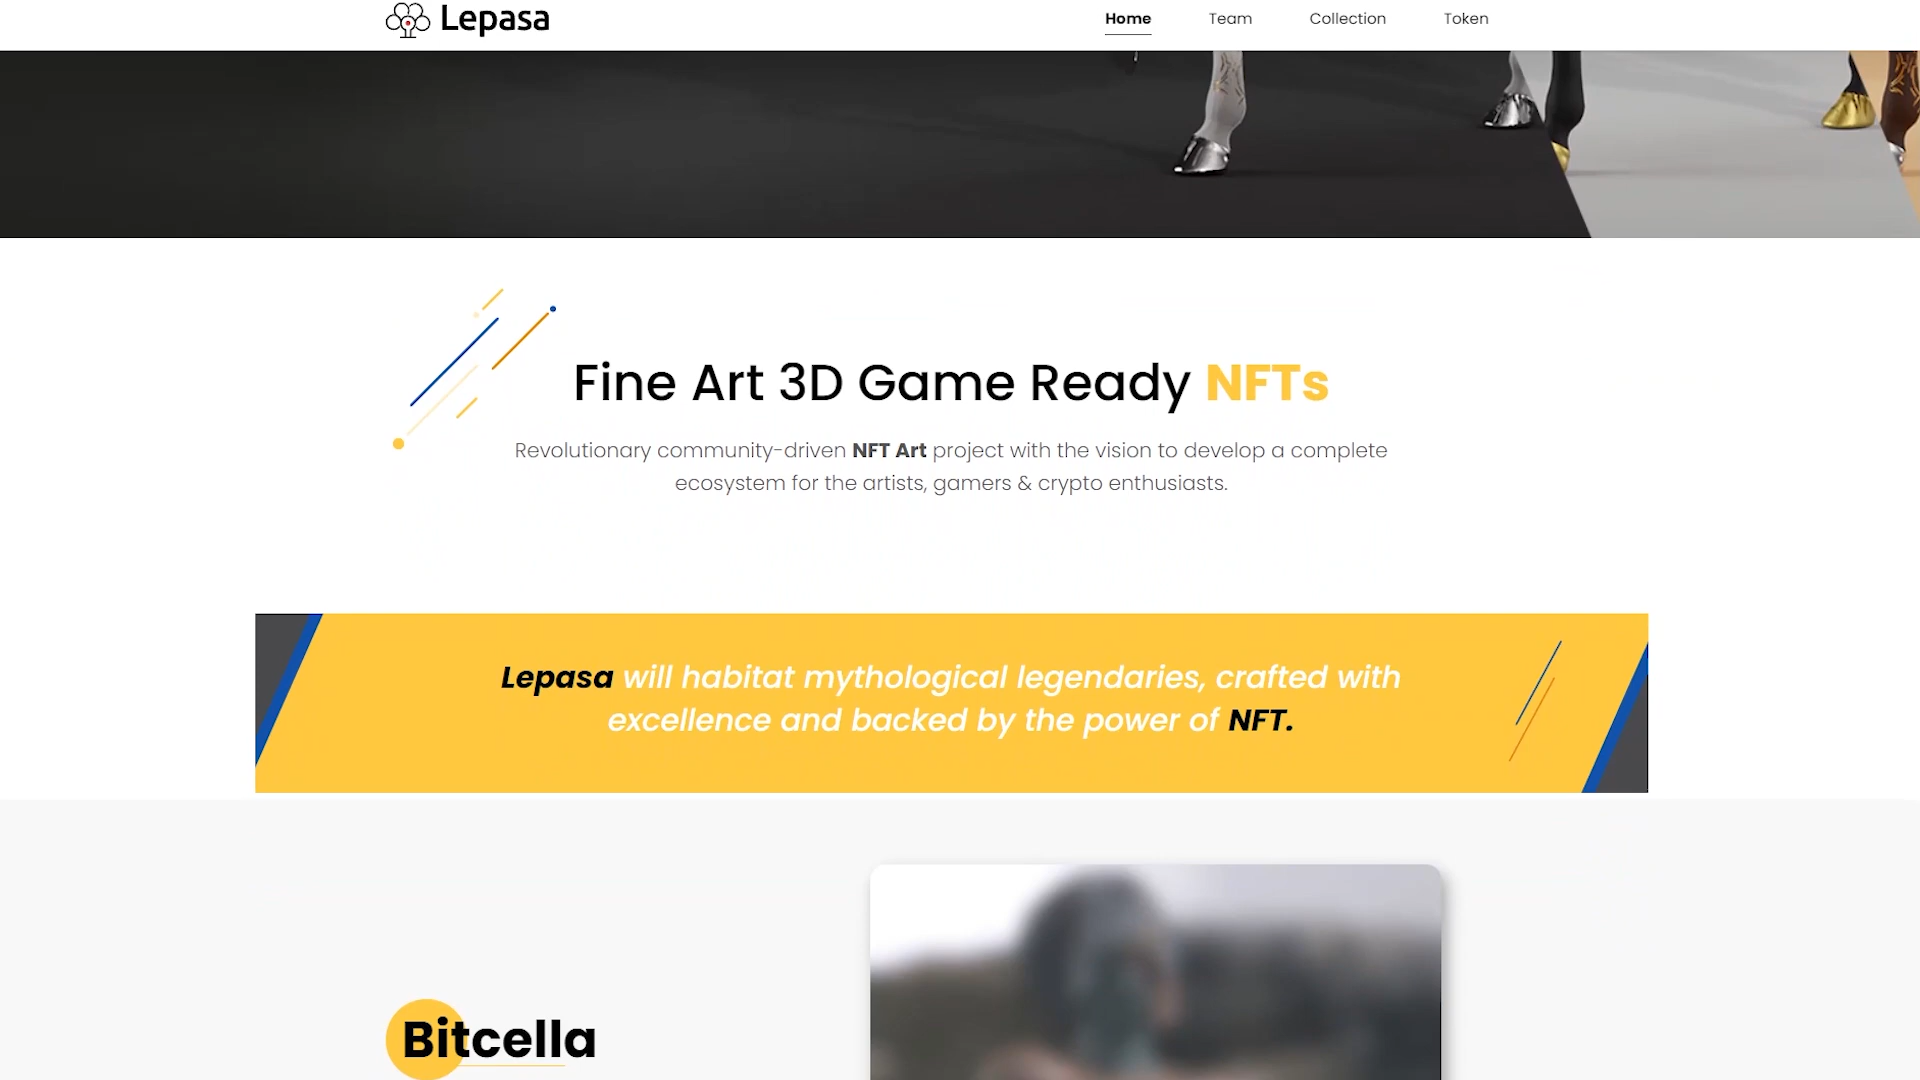 Lepasa
Home Team Collection Token
Fine Art 3D Game Ready NFTs
Revolutionary community-driven NFT Art project with the vision to develop a complete
ecosystem for the artists, gamers & crypto enthusiasts.
Lepasa will habitat mythological legendaries, crafted with
excellence and backed by the power of NFT.
Bitcella